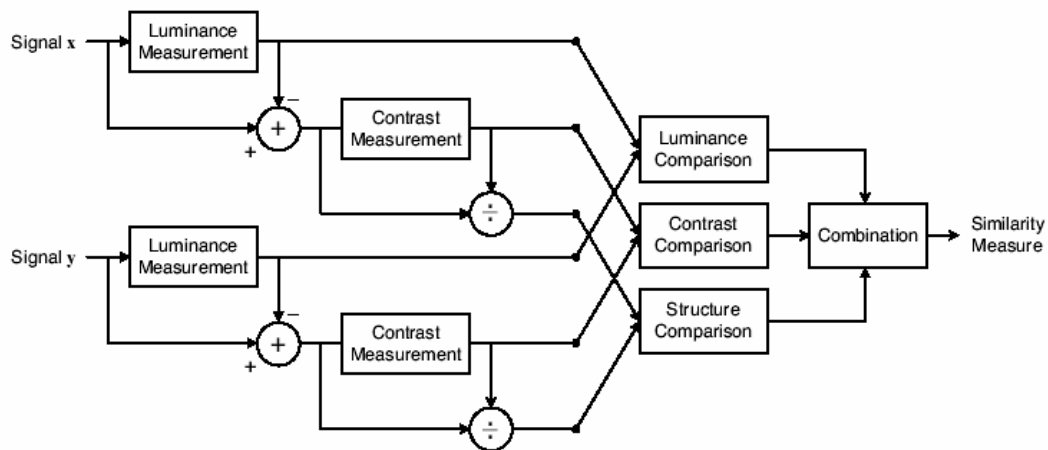 Signal x
Luminance
Measurement
−
+
+
Contrast
Measurement
÷
Luminance
Comparison
Signal y
Luminance
Measurement
Contrast
Comparison
Combination
Similarity
Measure
−
+
+
Contrast
Measurement
÷
Structure
Comparison